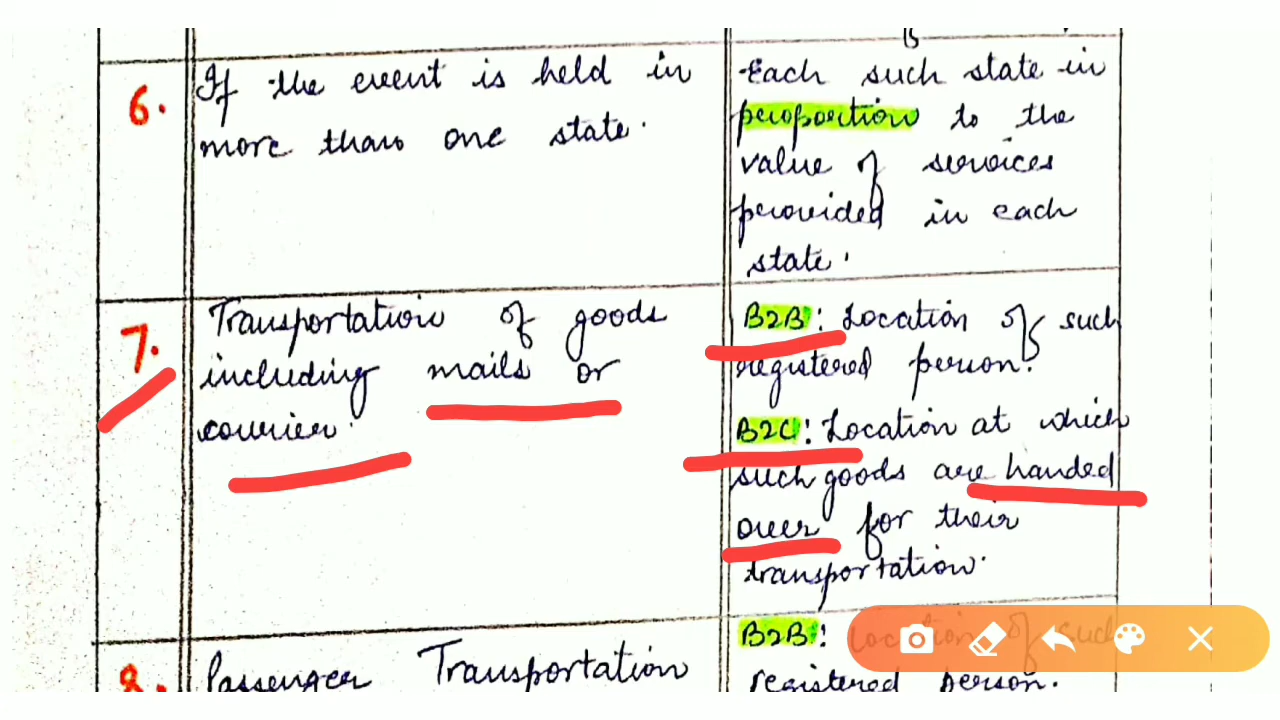 6.
If the event is held in
more than one state.
Each such state in
proportion to the
value of services
provided in each
state.
7.
Transportation of goods
including mails or
courier.
B2B: Location of such
registered person.
B2C: Location at which
such goods are handed
over for their
transportation.
8.
Passenger Transportation
B2B: Location of such
registered person.